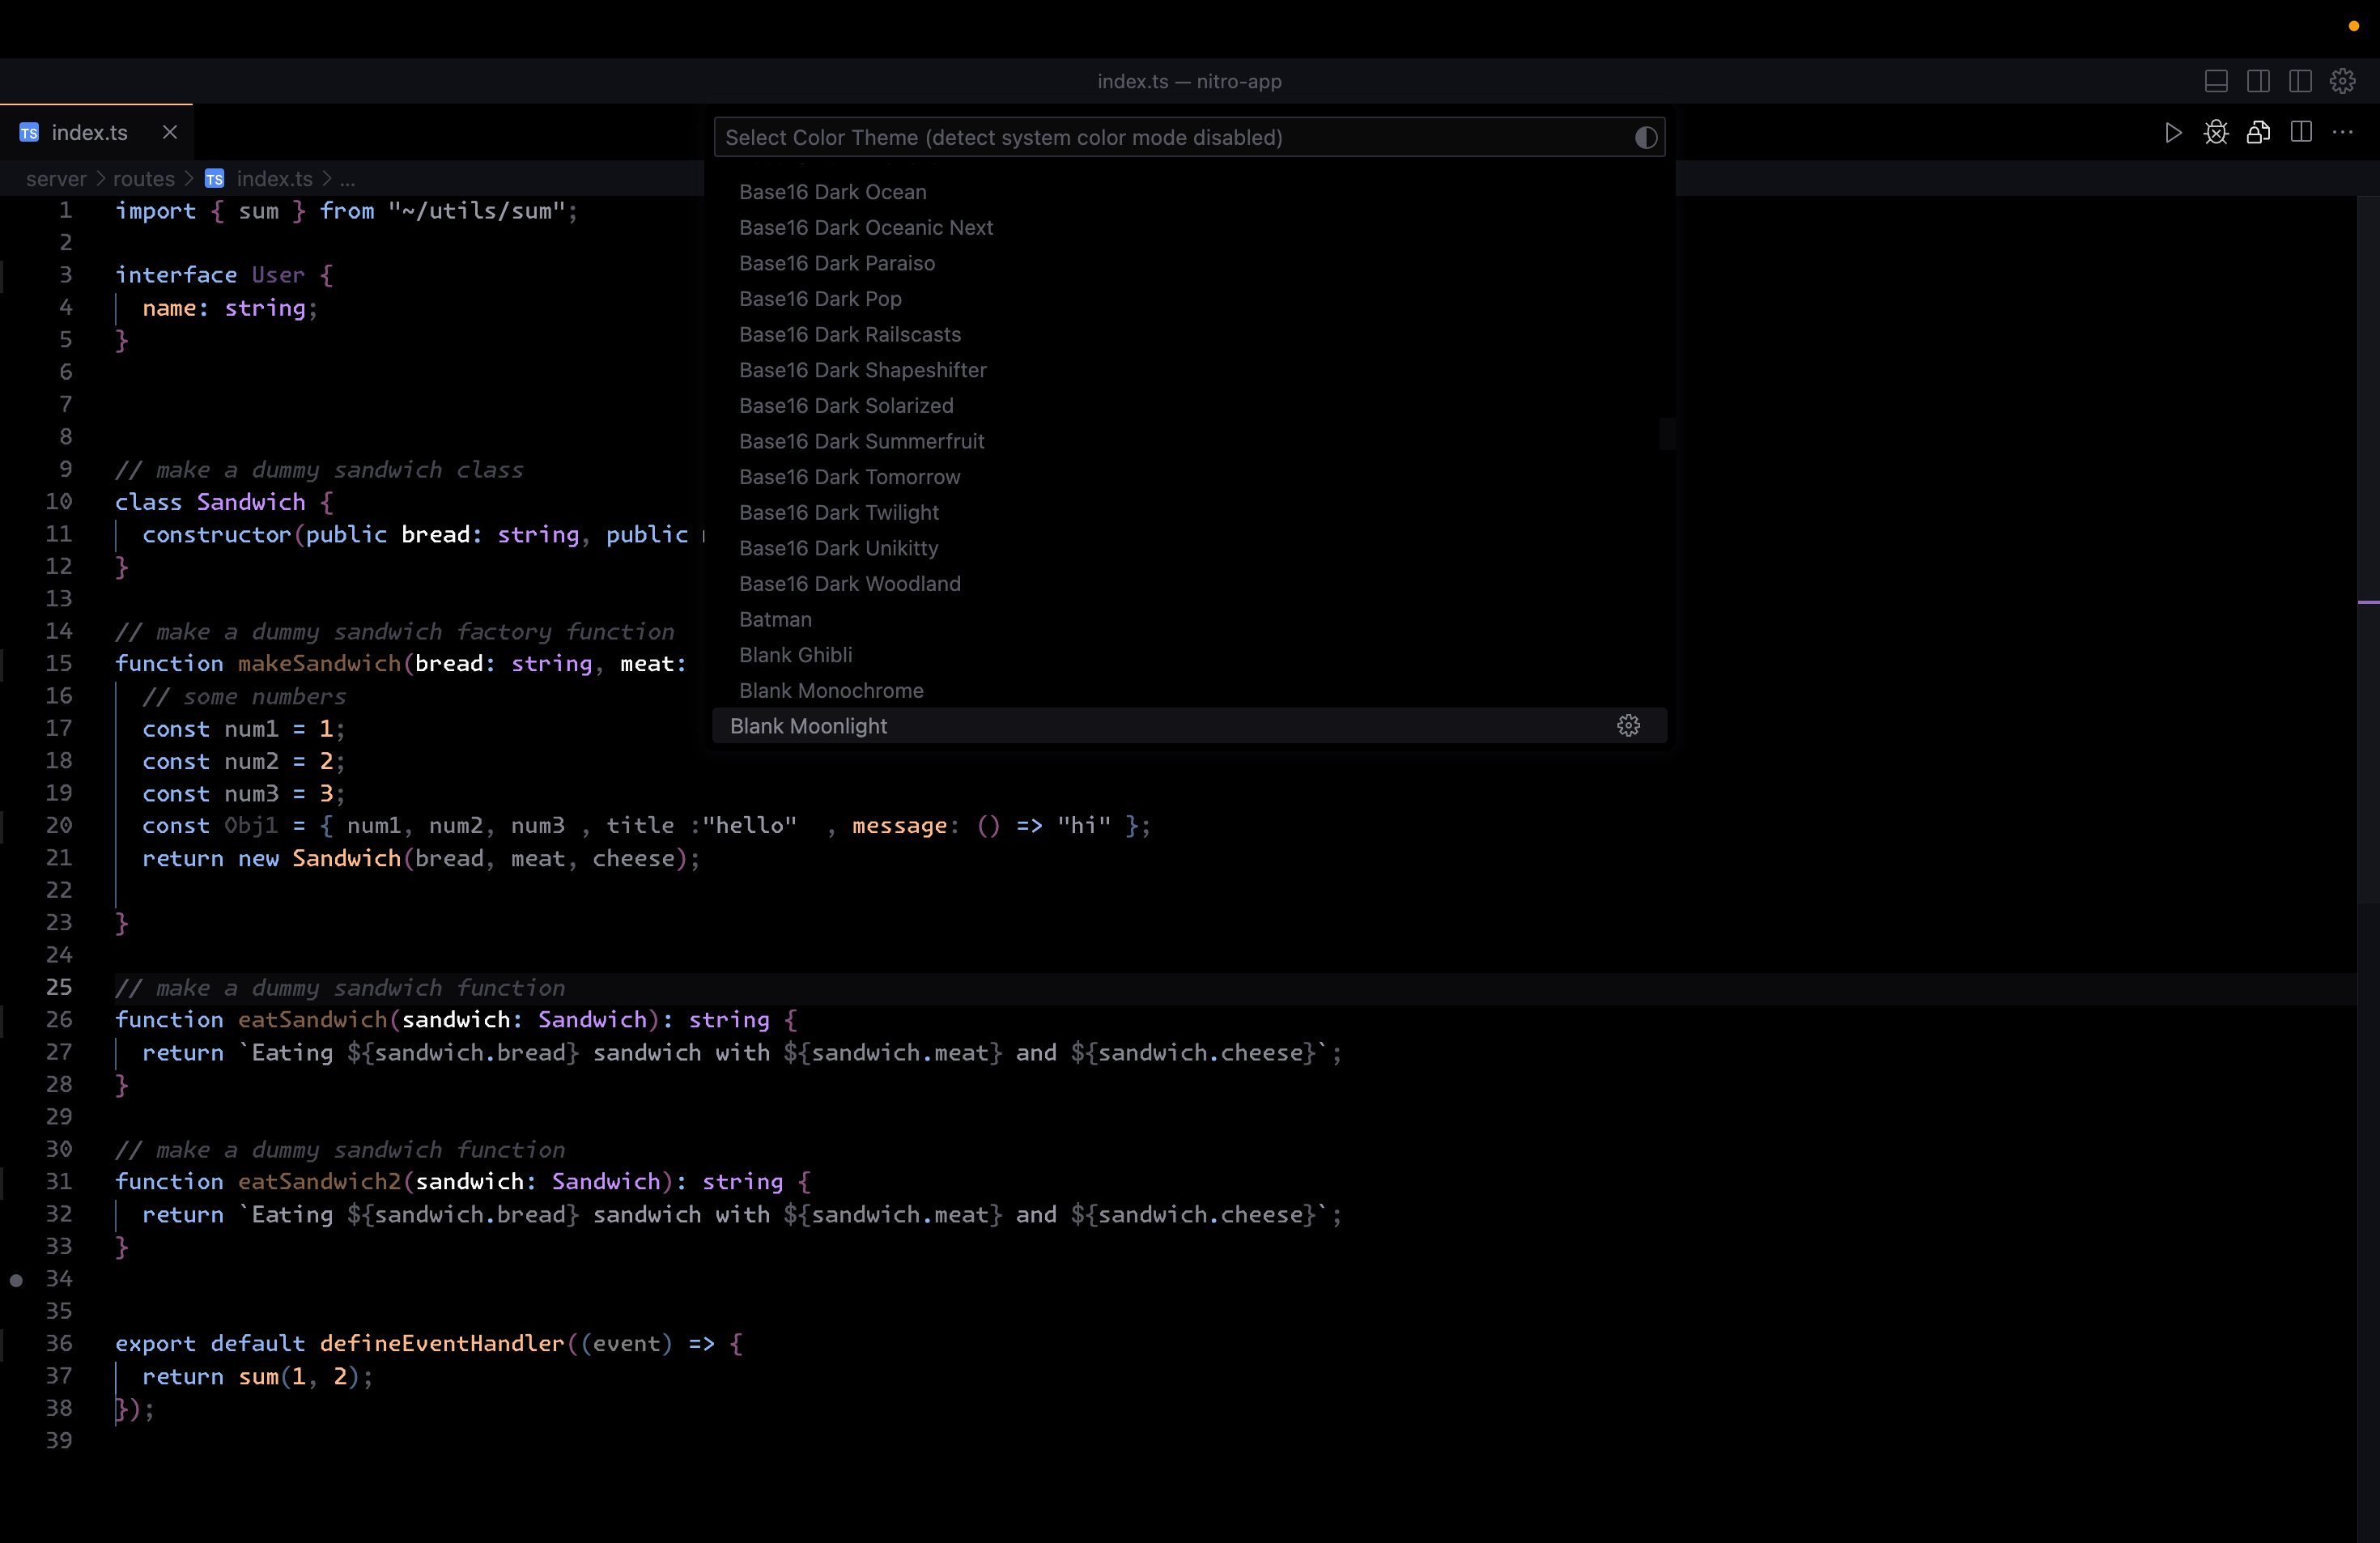 index.ts — nitro-app
TS index.ts
Select Color Theme (detect system color mode disabled)
server > routes > TS index.ts > ...
Base16 Dark Ocean
Base16 Dark Oceanic Next
Base16 Dark Paraiso
Base16 Dark Pop
Base16 Dark Railscasts
Base16 Dark Shapeshifter
Base16 Dark Solarized
Base16 Dark Summerfruit
Base16 Dark Tomorrow
Base16 Dark Twilight
Base16 Dark Unikitty
Base16 Dark Woodland
Batman
Blank Ghibli
Blank Monochrome
Blank Moonlight
1 import { sum } from "~/utils/sum";
2
3 interface User {
4 name: string;
5 }
6
7
8
9 // make a dummy sandwich class
10 class Sandwich {
11 constructor(public bread: string, public
12 }
13
14 // make a dummy sandwich factory function
15 function makeSandwich(bread: string, meat:
16 // some numbers
17 const num1 = 1;
18 const num2 = 2;
19 const num3 = 3;
20 const Obj1 = { num1, num2, num3 , title :"hello"  , message: () => "hi" };
21 return new Sandwich(bread, meat, cheese);
22
23 }
24
25 // make a dummy sandwich function
26 function eatSandwich(sandwich: Sandwich): string {
27 return `Eating ${sandwich.bread} sandwich with ${sandwich.meat} and ${sandwich.cheese}`;
28 }
29
30 // make a dummy sandwich function
31 function eatSandwich2(sandwich: Sandwich): string {
32 return `Eating ${sandwich.bread} sandwich with ${sandwich.meat} and ${sandwich.cheese}`;
33 }
34
35
36 export default defineEventHandler((event) => {
37 return sum(1, 2);
38 });
39